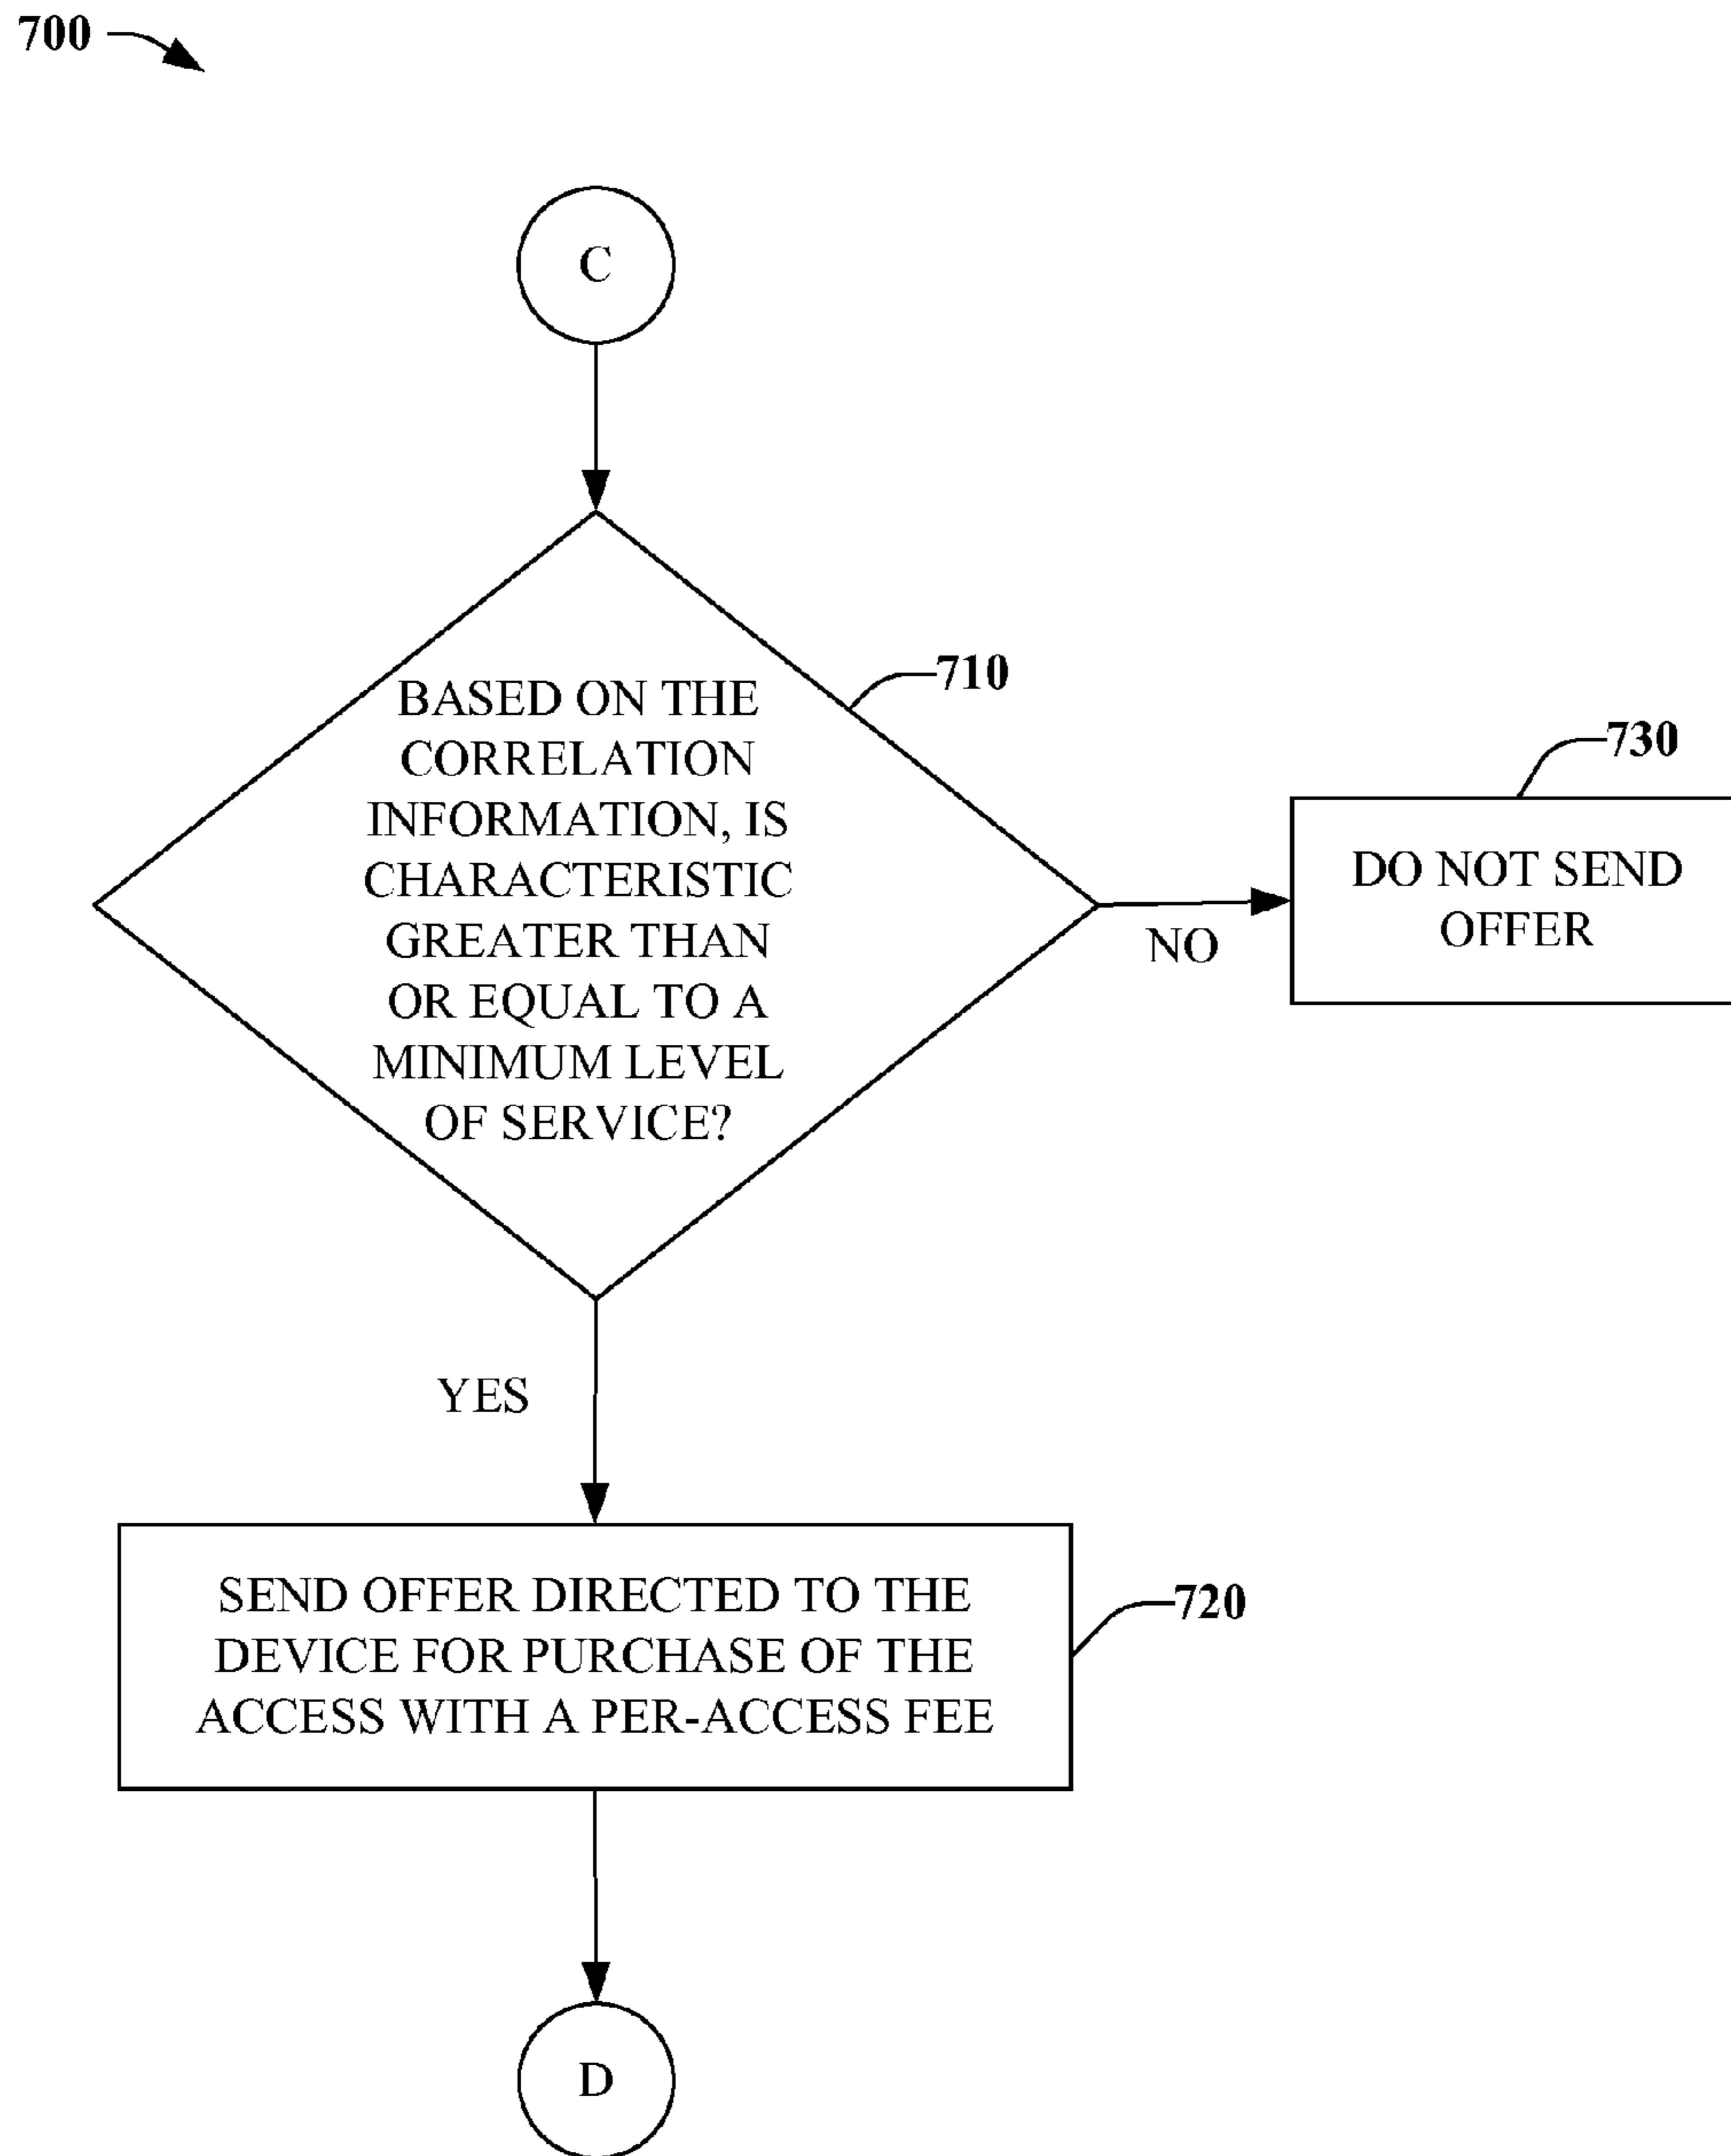 700
C
BASED ON THE
CORRELATION
INFORMATION, IS
CHARACTERISTIC
GREATER THAN
OR EQUAL TO A
MINIMUM LEVEL
OF SERVICE?
710
730
DO NOT SEND
OFFER
NO
YES
SEND OFFER DIRECTED TO THE
DEVICE FOR PURCHASE OF THE
ACCESS WITH A PER-ACCESS FEE
720
D